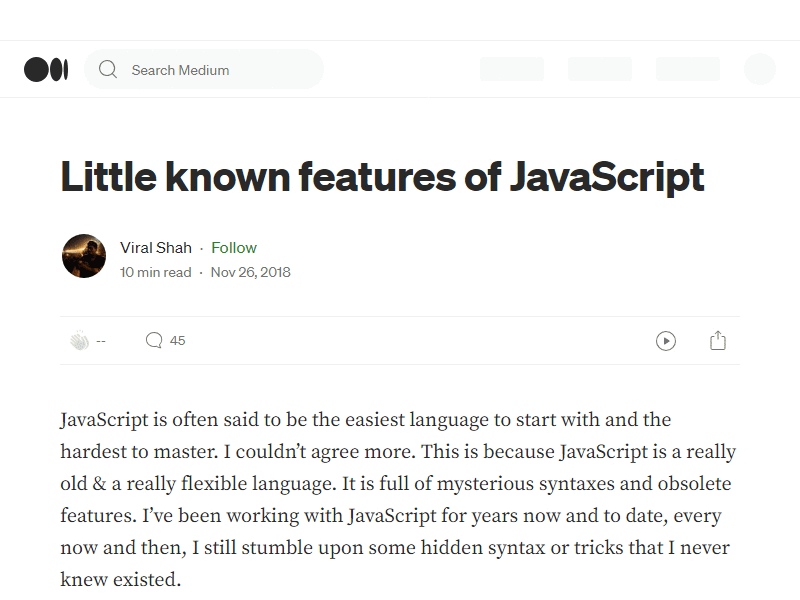 Search Medium
Little known features of JavaScript
Viral Shah · Follow
10 min read · Nov 26, 2018
-- 45
JavaScript is often said to be the easiest language to start with and the
hardest to master. I couldn’t agree more. This is because JavaScript is a really
old & a really flexible language. It is full of mysterious syntaxes and obsolete
features. I’ve been working with JavaScript for years now and to date, every
now and then, I still stumble upon some hidden syntax or tricks that I never
knew existed.